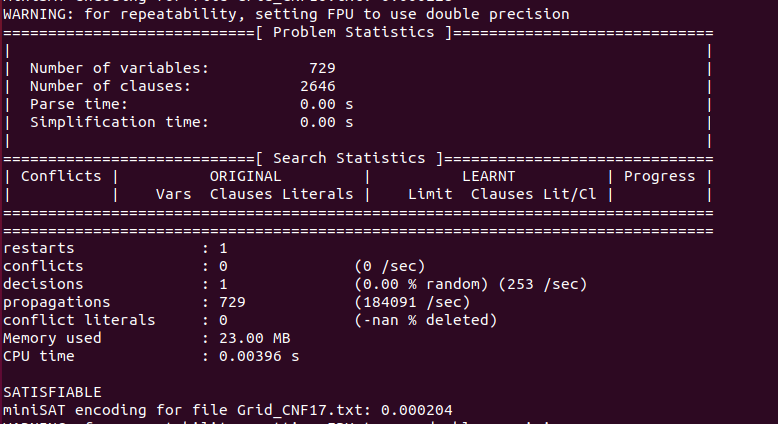 WARNING: for repeatability, setting FPU to use double precision
============================[ Problem Statistics ]=============================
|                                                                             |
|  Number of variables:           729                                         |
|  Number of clauses:            2646                                         |
|  Parse time:                   0.00 s                                       |
|  Simplification time:          0.00 s                                       |
|                                                                             |
============================[ Search Statistics ]==============================
| Conflicts |          ORIGINAL         |          LEARNT          | Progress |
|           |    Vars  Clauses Literals |    Limit  Clauses Lit/Cl |          |
===============================================================================
===============================================================================
restarts              : 1
conflicts             : 0              (0 /sec)
decisions             : 1              (0.00 % random) (253 /sec)
propagations          : 729            (184091 /sec)
conflict literals     : 0              (-nan % deleted)
Memory used           : 23.00 MB
CPU time              : 0.00396 s
SATISFIABLE
miniSAT encoding for file Grid_CNF17.txt: 0.000204